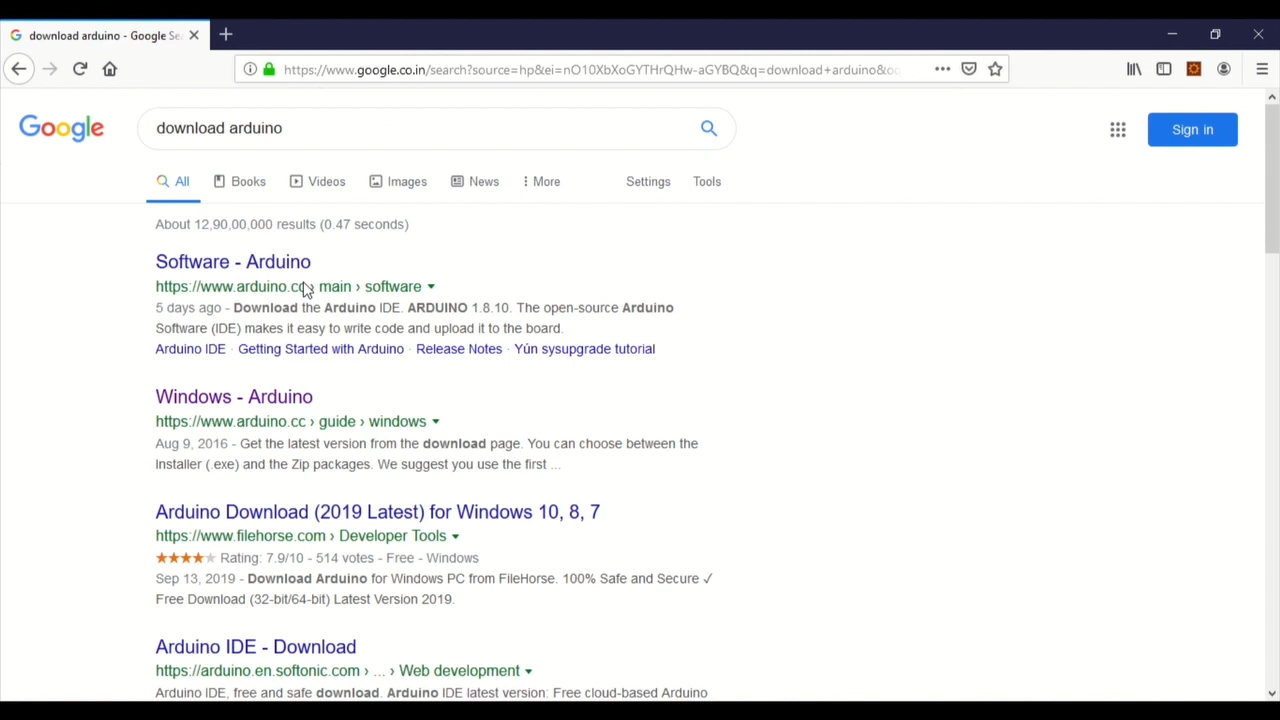 download arduino - Google Sea
https://www.google.co.in/search?source=hp&ei=nO10XbXoGYTHrQHw-aGYBQ&q=download+arduino&oc
Google
download arduino
Sign in
All Books Videos Images News More Settings Tools
About 12,90,00,000 results (0.47 seconds)
Software - Arduino
https://www.arduino.cc › main › software
5 days ago - Download the Arduino IDE. ARDUINO 1.8.10. The open-source Arduino
Software (IDE) makes it easy to write code and upload it to the board.
Arduino IDE · Getting Started with Arduino · Release Notes · Yún sysupgrade tutorial
Windows - Arduino
https://www.arduino.cc › guide › windows
Aug 9, 2016 - Get the latest version from the download page. You can choose between the
Installer (.exe) and the Zip packages. We suggest you use the first ...
Arduino Download (2019 Latest) for Windows 10, 8, 7
https://www.filehorse.com › Developer Tools
Rating: 7.9/10 - 514 votes - Free - Windows
Sep 13, 2019 - Download Arduino for Windows PC from FileHorse. 100% Safe and Secure ✓
Free Download (32-bit/64-bit) Latest Version 2019.
Arduino IDE - Download
https://arduino.en.softonic.com › ... › Web development
Arduino IDE, free and safe download. Arduino IDE latest version: Free cloud-based Arduino